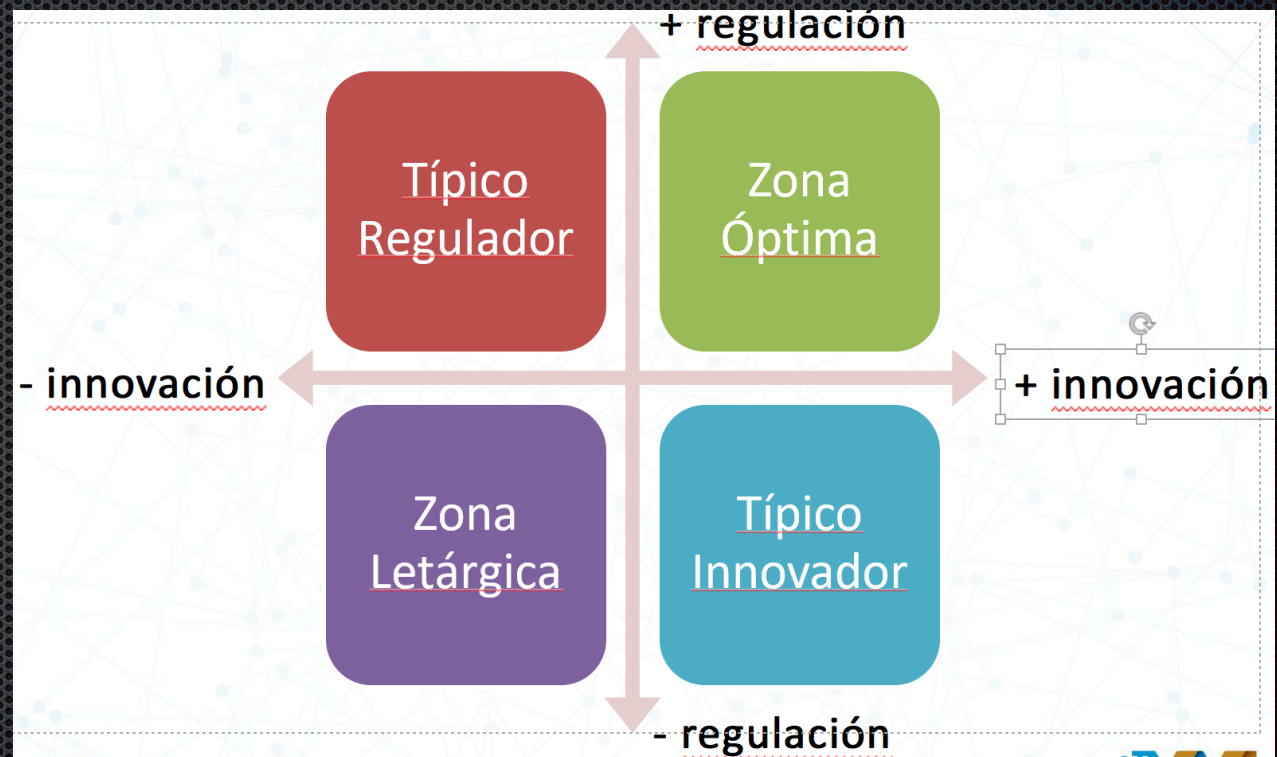 + regulación
Típico
Regulador
Zona
Óptima
- innovación
+ innovación
Zona
Letárgica
Típico
Innovador
- regulación